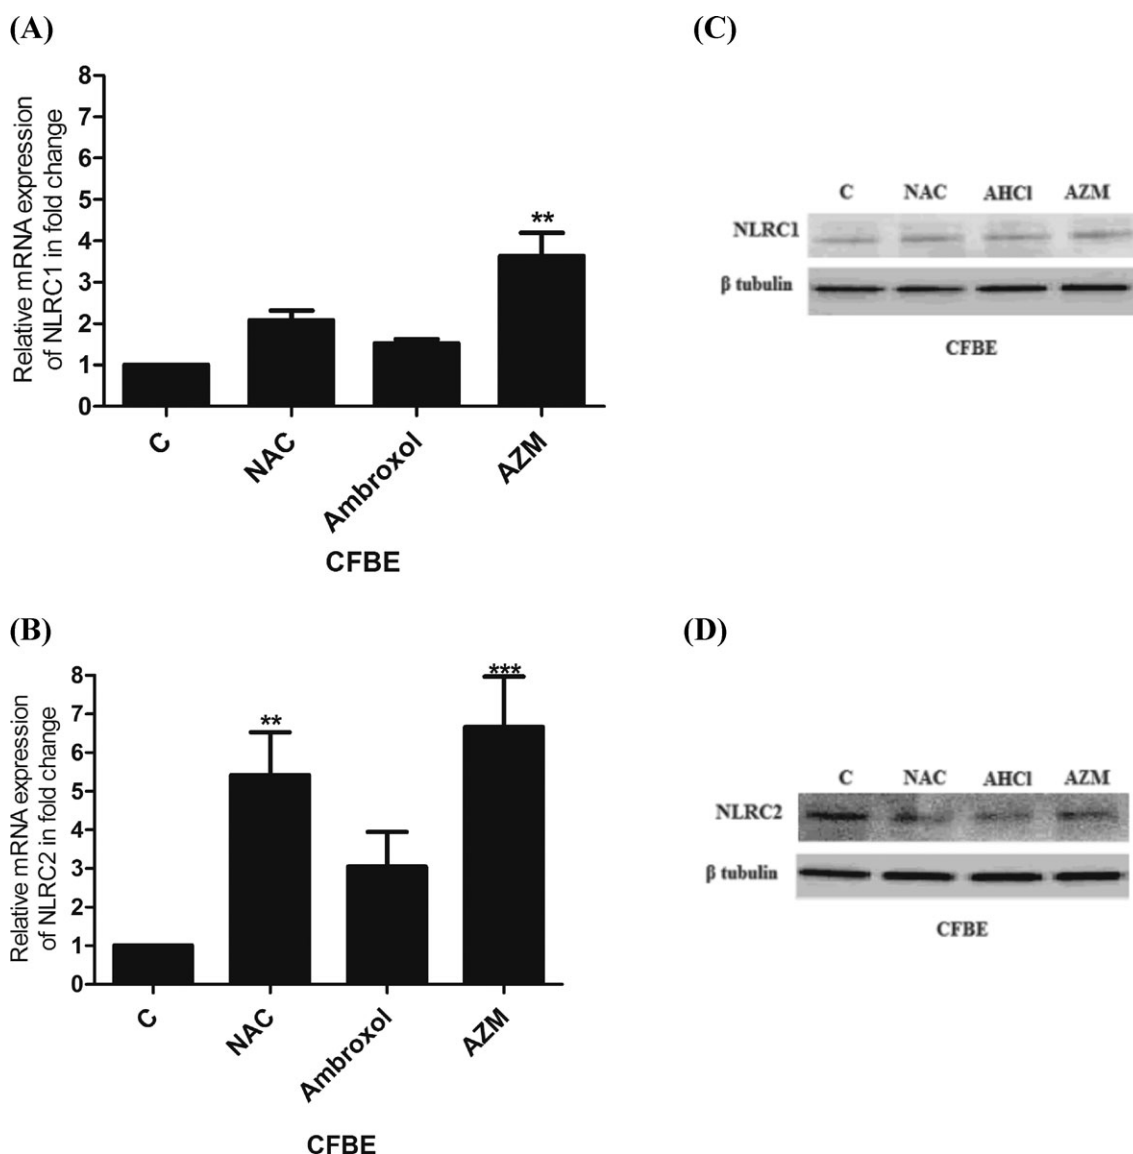 (A)
Relative mRNA expression
of NLRC1 in fold change
8
7
6
5
4
3
2
1
0
**
C
NAC
Ambroxol
AZM
CFBE
(C)
C NAC AHCl AZM
NLRC1
β tubulin
CFBE
(B)
Relative mRNA expression
of NLRC2 in fold change
8
7
6
5
4
3
2
1
0
**
***
C
NAC
Ambroxol
AZM
CFBE
(D)
C NAC AHCl AZM
NLRC2
β tubulin
CFBE